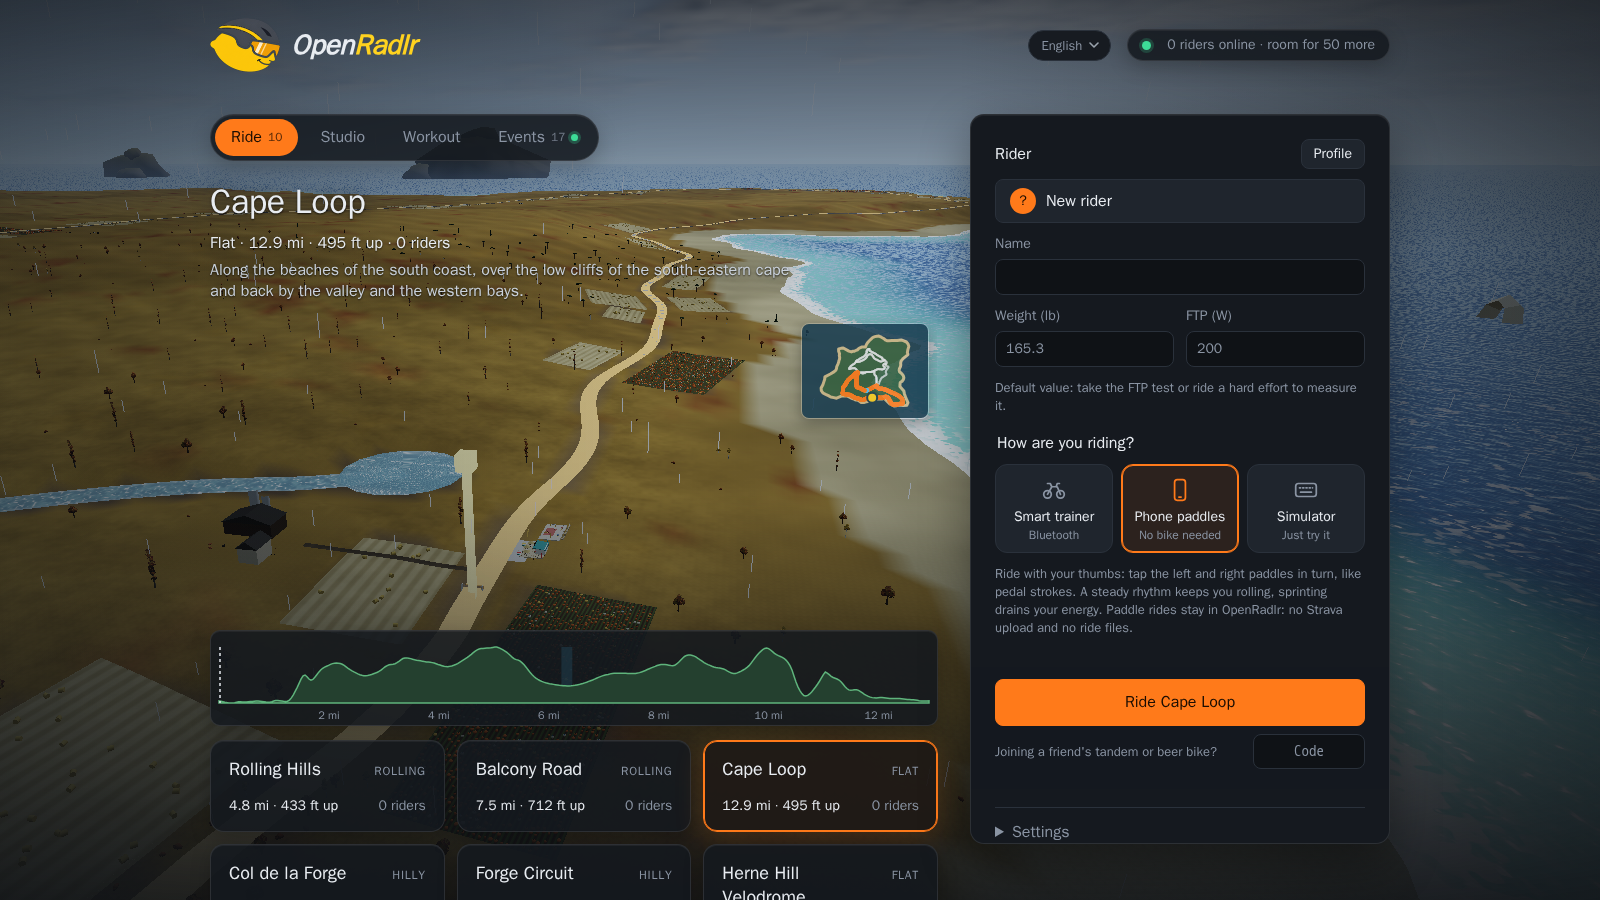 OpenRadlr
English
0 riders online · room for 50 more
Ride 10
Studio
Workout
Events 17
Cape Loop
Flat · 12.9 mi · 495 ft up · 0 riders
Along the beaches of the south coast, over the low cliffs of the south-eastern cape
and back by the valley and the western bays.
2 mi
4 mi
6 mi
8 mi
10 mi
12 mi
Rolling Hills ROLLING
4.8 mi · 433 ft up 0 riders
Balcony Road ROLLING
7.5 mi · 712 ft up 0 riders
Cape Loop FLAT
12.9 mi · 495 ft up 0 riders
Col de la Forge HILLY
Forge Circuit HILLY
Herne Hill FLAT
Velodrome
Rider
Profile
? New rider
Name
Weight (lb)
165.3
FTP (W)
200
Default value: take the FTP test or ride a hard effort to measure
it.
How are you riding?
Smart trainer
Bluetooth
Phone paddles
No bike needed
Simulator
Just try it
Ride with your thumbs: tap the left and right paddles in turn, like
pedal strokes. A steady rhythm keeps you rolling, sprinting
drains your energy. Paddle rides stay in OpenRadlr: no Strava
upload and no ride files.
Ride Cape Loop
Joining a friend's tandem or beer bike?
Code
Settings